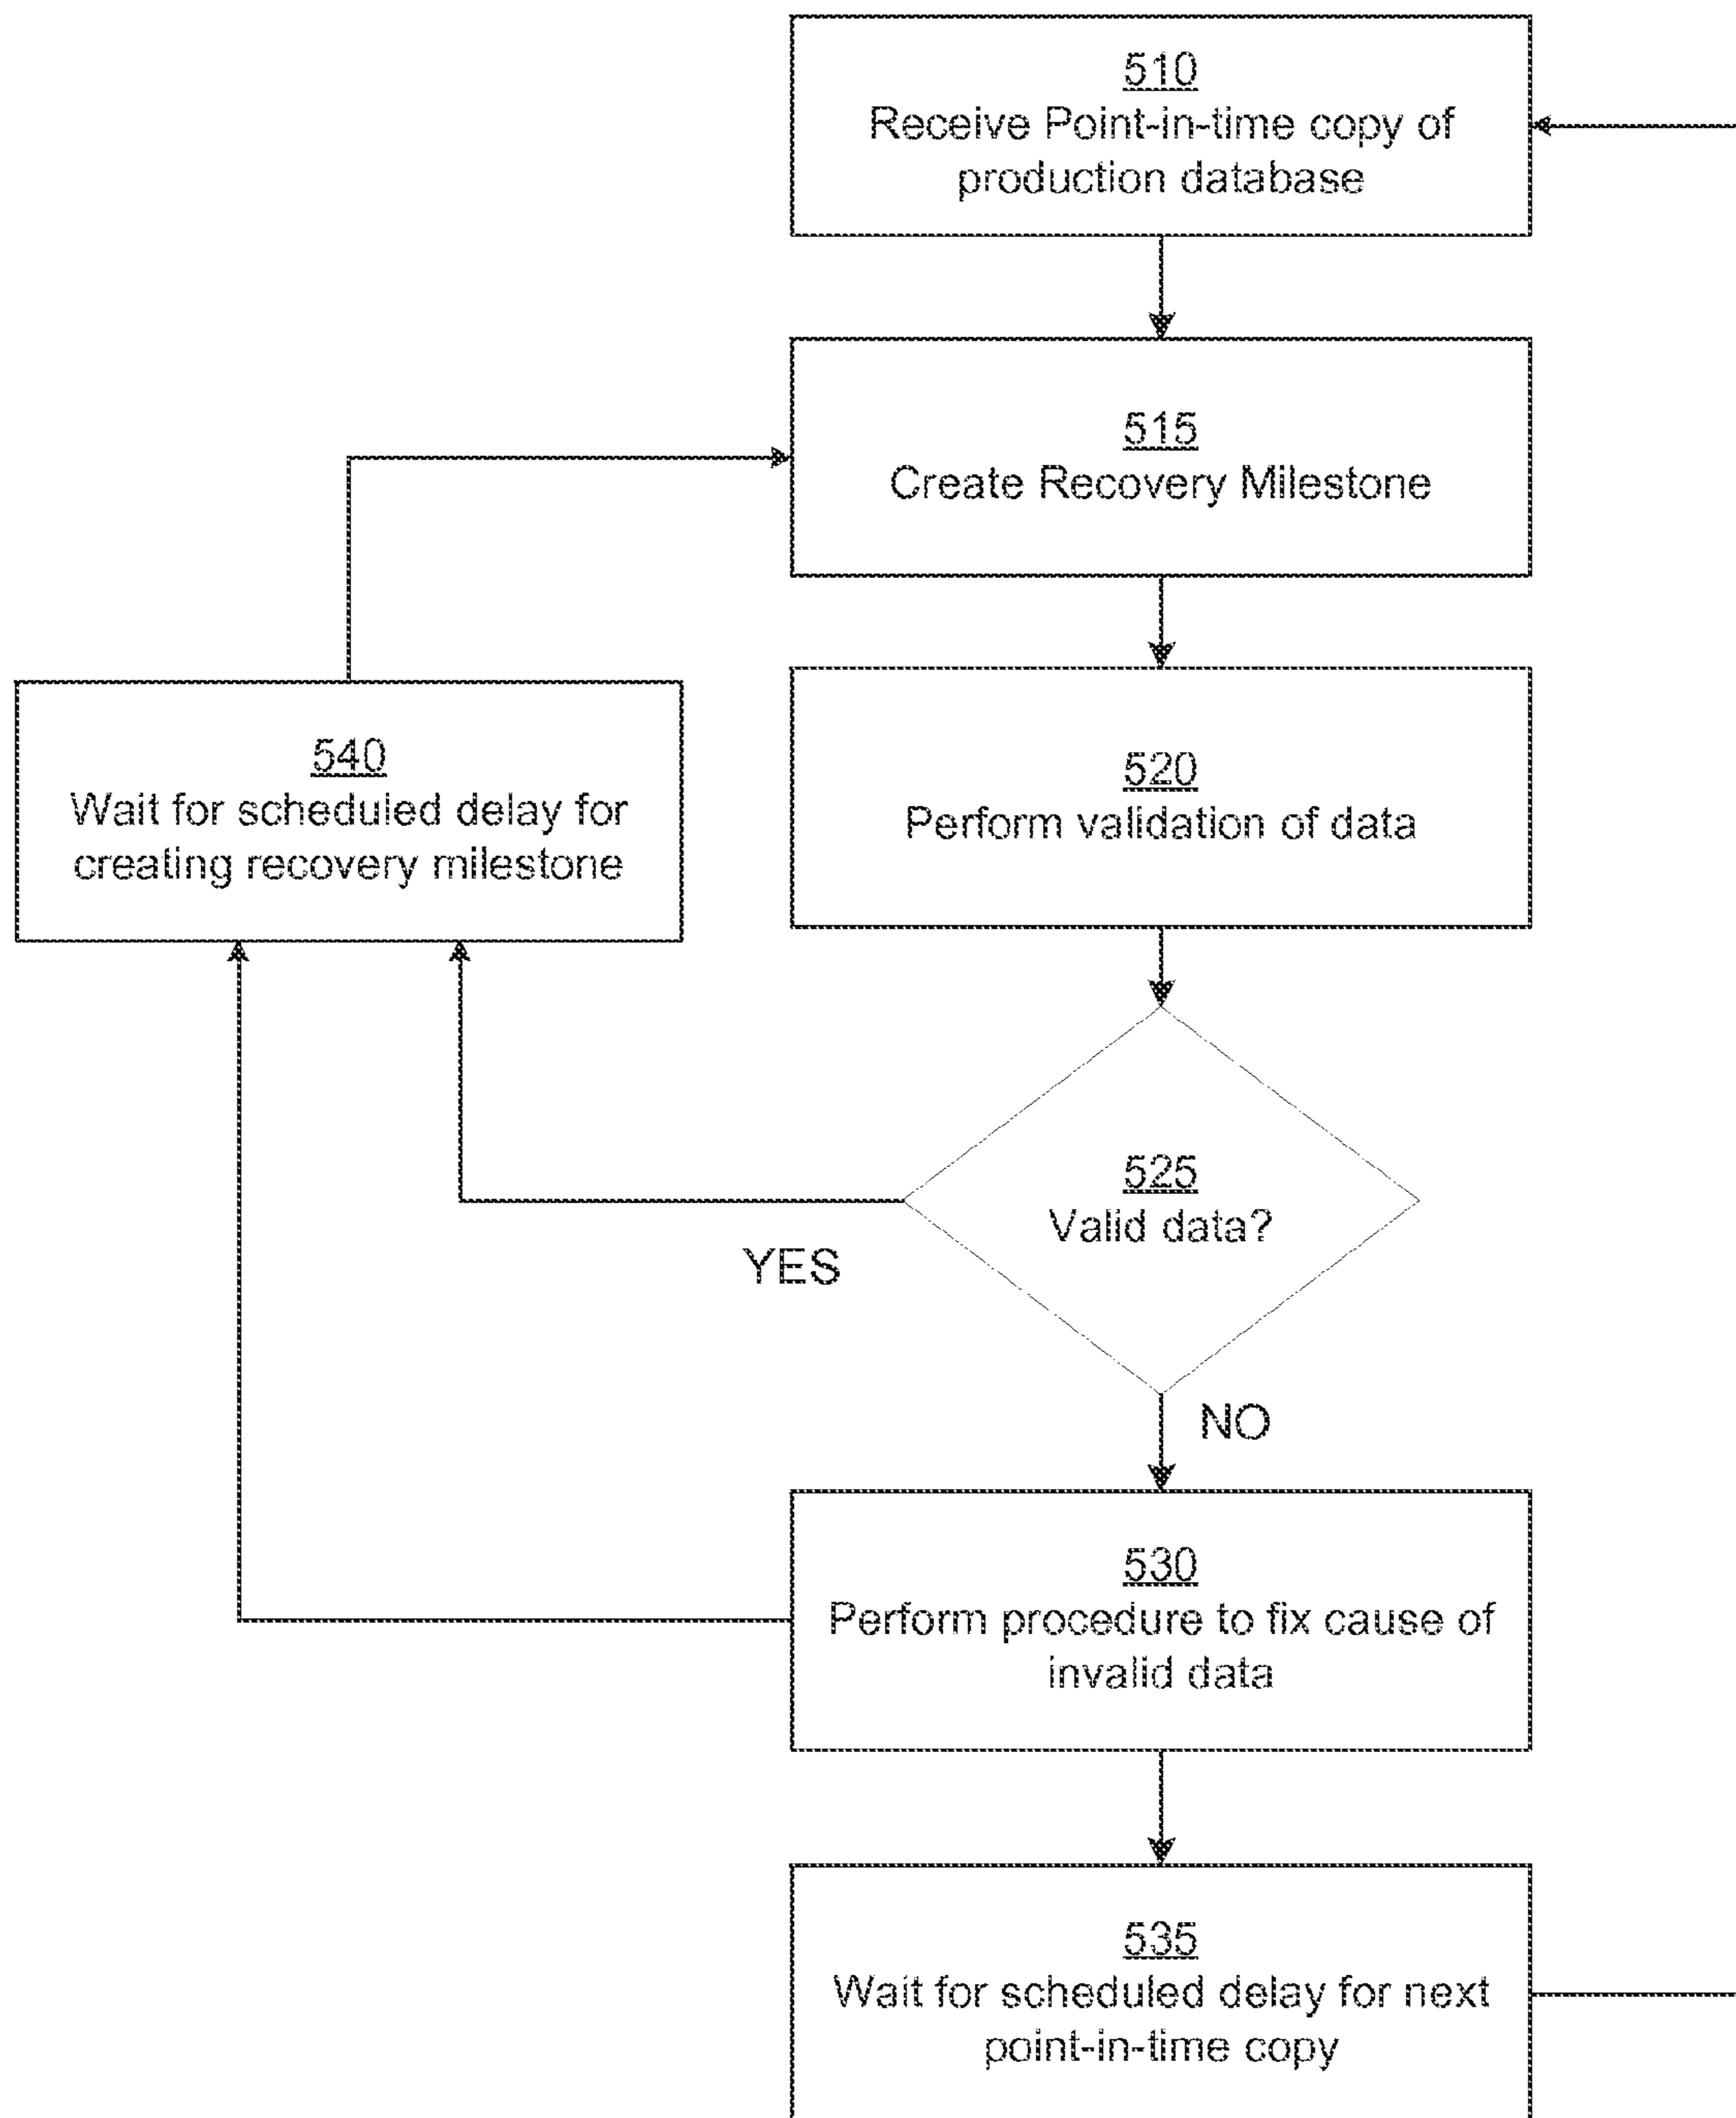 510
Receive Point-in-time copy of
production database
515
Create Recovery Milestone
540
Wait for scheduled delay for
creating recovery milestone
520
Perform validation of data
525
Valid data?
YES
NO
530
Perform procedure to fix cause of
invalid data
535
Wait for scheduled delay for next
point-in-time copy